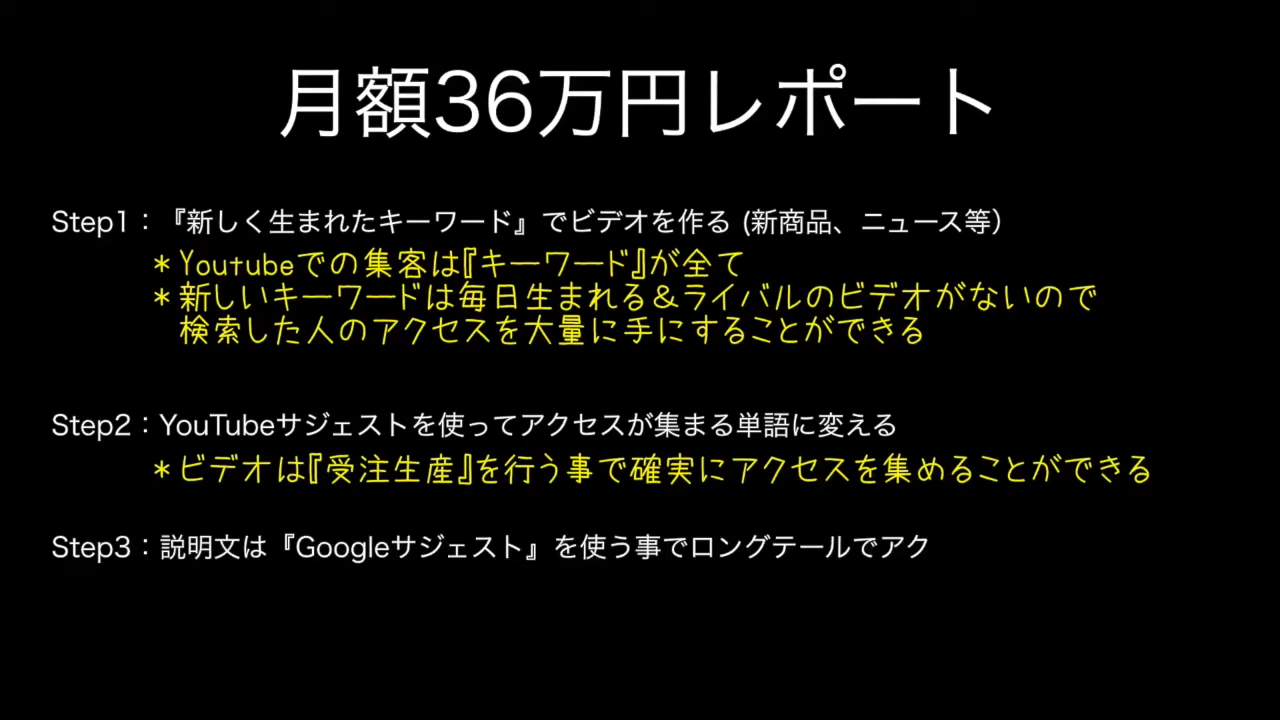 月額36万円レポート
Step1：『新しく生まれたキーワード』でビデオを作る (新商品、ニュース等）
＊Youtubeでの集客は『キーワード』が全て
＊新しいキーワードは毎日生まれる＆ライバルのビデオがないので
検索した人のアクセスを大量に手にすることができる
Step2：YouTubeサジェストを使ってアクセスが集まる単語に変える
＊ビデオは『受注生産』を行う事で確実にアクセスを集めることができる
Step3：説明文は『Googleサジェスト』を使う事でロングテールでアク